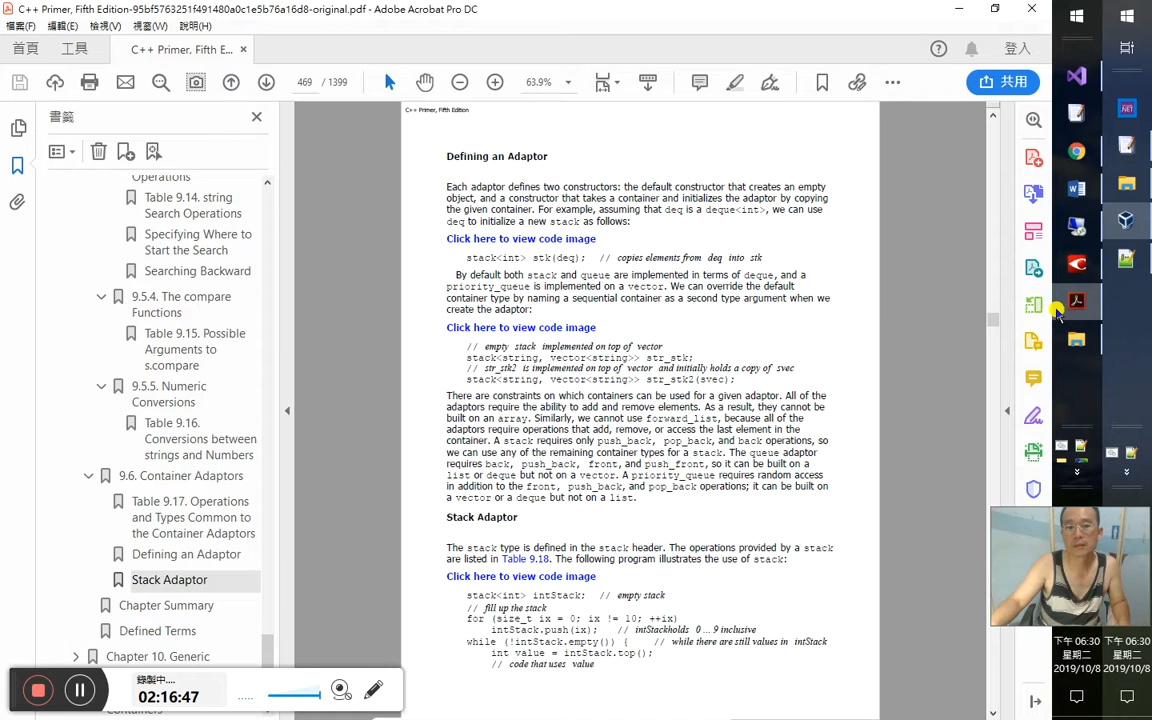 C++ Primer, Fifth Edition-95bf5763251f491480a0c1e5b76a16d8-original.pdf - Adobe Acrobat Pro DC
檔案(F) 編輯(E) 檢視(V) 視窗(W) 說明(H)
首頁 工具 C++ Primer, Fifth E... × 登入
469 / 1399 63.9% 共用
書籤
Operations
Table 9.14. string
Search Operations
Specifying Where to
Start the Search
Searching Backward
9.5.4. The compare
Functions
Table 9.15. Possible
Arguments to
s.compare
9.5.5. Numeric
Conversions
Table 9.16.
Conversions between
strings and Numbers
9.6. Container Adaptors
Table 9.17. Operations
and Types Common to
the Container Adaptors
Defining an Adaptor
Stack Adaptor
Chapter Summary
Defined Terms
Chapter 10. Generic
C++ Primer, Fifth Edition
Defining an Adaptor
Each adaptor defines two constructors: the default constructor that creates an empty
object, and a constructor that takes a container and initializes the adaptor by copying
the given container. For example, assuming that deq is a deque<int>, we can use
deq to initialize a new stack as follows:
Click here to view code image
stack<int> stk(deq); // copies elements from deq into stk
By default both stack and queue are implemented in terms of deque, and a
priority_queue is implemented on a vector. We can override the default
container type by naming a sequential container as a second type argument when we
create the adaptor:
Click here to view code image
// empty stack implemented on top of vector
stack<string, vector<string>> str_stk;
// str_stk2 is implemented on top of vector and initially holds a copy of svec
stack<string, vector<string>> str_stk2(svec);
There are constraints on which containers can be used for a given adaptor. All of the
adaptors require the ability to add and remove elements. As a result, they cannot be
built on an array. Similarly, we cannot use forward_list, because all of the
adaptors require operations that add, remove, or access the last element in the
container. A stack requires only push_back, pop_back, and back operations, so
we can use any of the remaining container types for a stack. The queue adaptor
requires back, push_back, front, and push_front, so it can be built on a
list or deque but not on a vector. A priority_queue requires random access
in addition to the front, push_back, and pop_back operations; it can be built on
a vector or a deque but not on a list.
Stack Adaptor
The stack type is defined in the stack header. The operations provided by a stack
are listed in Table 9.18. The following program illustrates the use of stack:
Click here to view code image
stack<int> intStack; // empty stack
// fill up the stack
for (size_t ix = 0; ix != 10; ++ix)
intStack.push(ix); // intStackholds 0 ... 9 inclusive
while (!intStack.empty()) { // while there are still values in intStack
int value = intStack.top();
// code that uses value
錄製中....
02:16:47
.NET
下午 06:30
星期二
2019/10/8
下午 06:30
星期二
2019/10/8